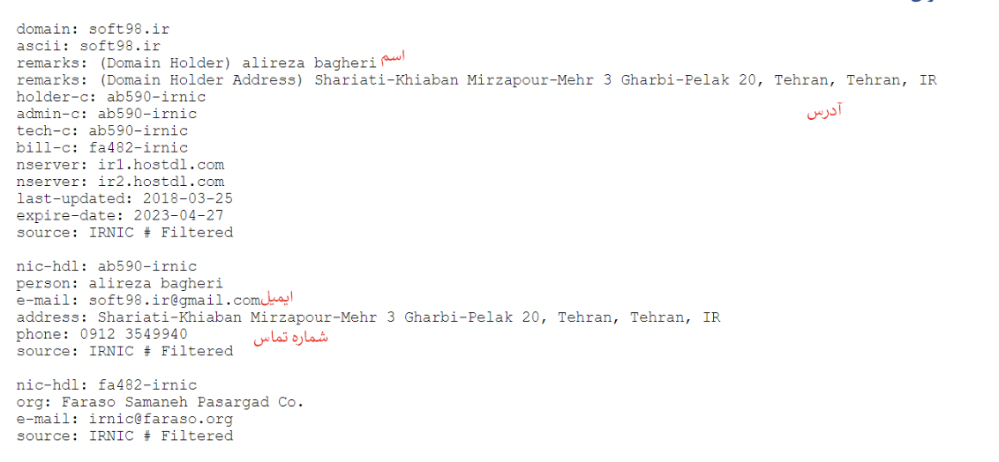 domain: soft98.ir
ascii: soft98.ir
remarks: (Domain Holder) alireza bagheri اسم
remarks: (Domain Holder Address) Shariati-Khiaban Mirzapour-Mehr 3 Gharbi-Pelak 20, Tehran, Tehran, IR
holder-c: ab590-irnic
admin-c: ab590-irnic آدرس
tech-c: ab590-irnic
bill-c: fa482-irnic
nserver: ir1.hostdl.com
nserver: ir2.hostdl.com
last-updated: 2018-03-25
expire-date: 2023-04-27
source: IRNIC # Filtered
nic-hdl: ab590-irnic
person: alireza bagheri
e-mail: soft98.ir@gmail.com ایمیل
address: Shariati-Khiaban Mirzapour-Mehr 3 Gharbi-Pelak 20, Tehran, Tehran, IR
phone: 0912 3549940 شماره تماس
source: IRNIC # Filtered
nic-hdl: fa482-irnic
org: Faraso Samaneh Pasargad Co.
e-mail: irnic@faraso.org
source: IRNIC # Filtered